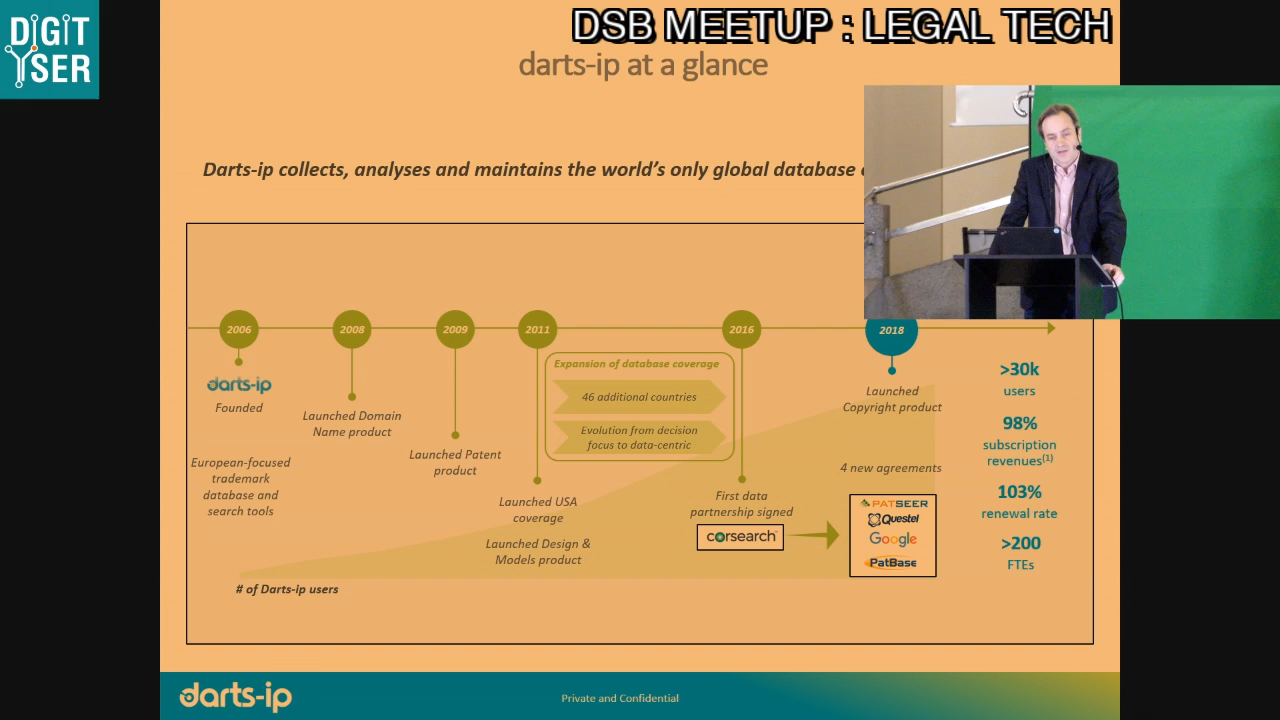 DIGIT
YSER
DSB MEETUP : LEGAL TECH
darts-ip at a glance
Darts-ip collects, analyses and maintains the world's only global database
2006
2008
2009
2011
2016
2018
darts-ip
Founded
European-focused
trademark
database and
search tools
Launched Domain
Name product
Launched Patent
product
Launched USA
coverage
Launched Design &
Models product
Expansion of database coverage
46 additional countries
Evolution from decision
focus to data-centric
First data
partnership signed
corsearch
Launched
Copyright product
4 new agreements
PATSEER
Questel
Google
PatBase
>30k
users
98%
subscription
revenues(1)
103%
renewal rate
>200
FTEs
# of Darts-ip users
darts-ip
Private and Confidential